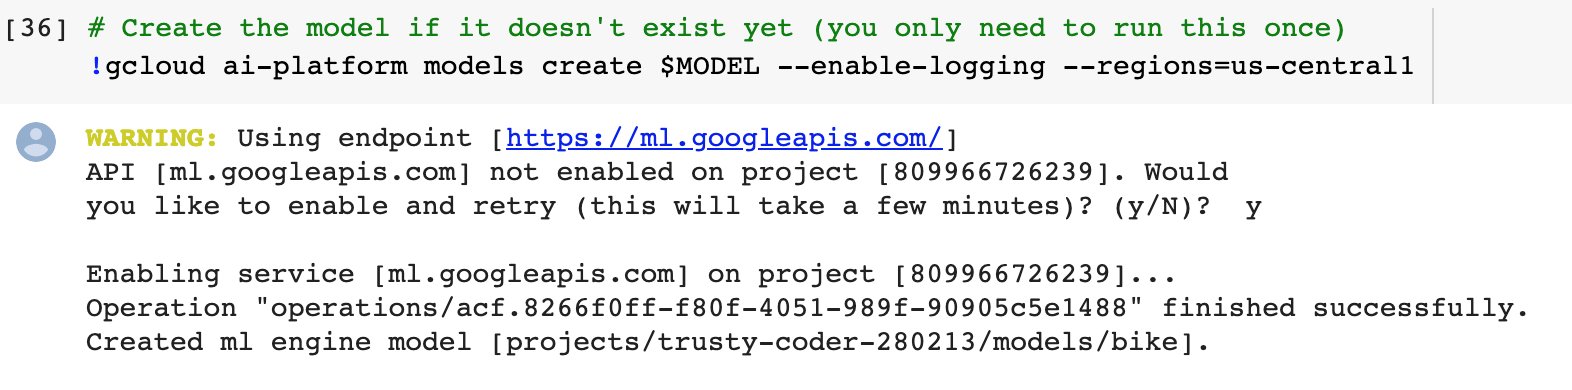 [36] # Create the model if it doesn't exist yet (you only need to run this once)
!gcloud ai-platform models create $MODEL --enable-logging --regions=us-central1
WARNING: Using endpoint [https://ml.googleapis.com/]
API [ml.googleapis.com] not enabled on project [809966726239]. Would
you like to enable and retry (this will take a few minutes)? (y/N)?  y
Enabling service [ml.googleapis.com] on project [809966726239]...
Operation "operations/acf.8266f0ff-f80f-4051-989f-90905c5e1488" finished successfully.
Created ml engine model [projects/trusty-coder-280213/models/bike].